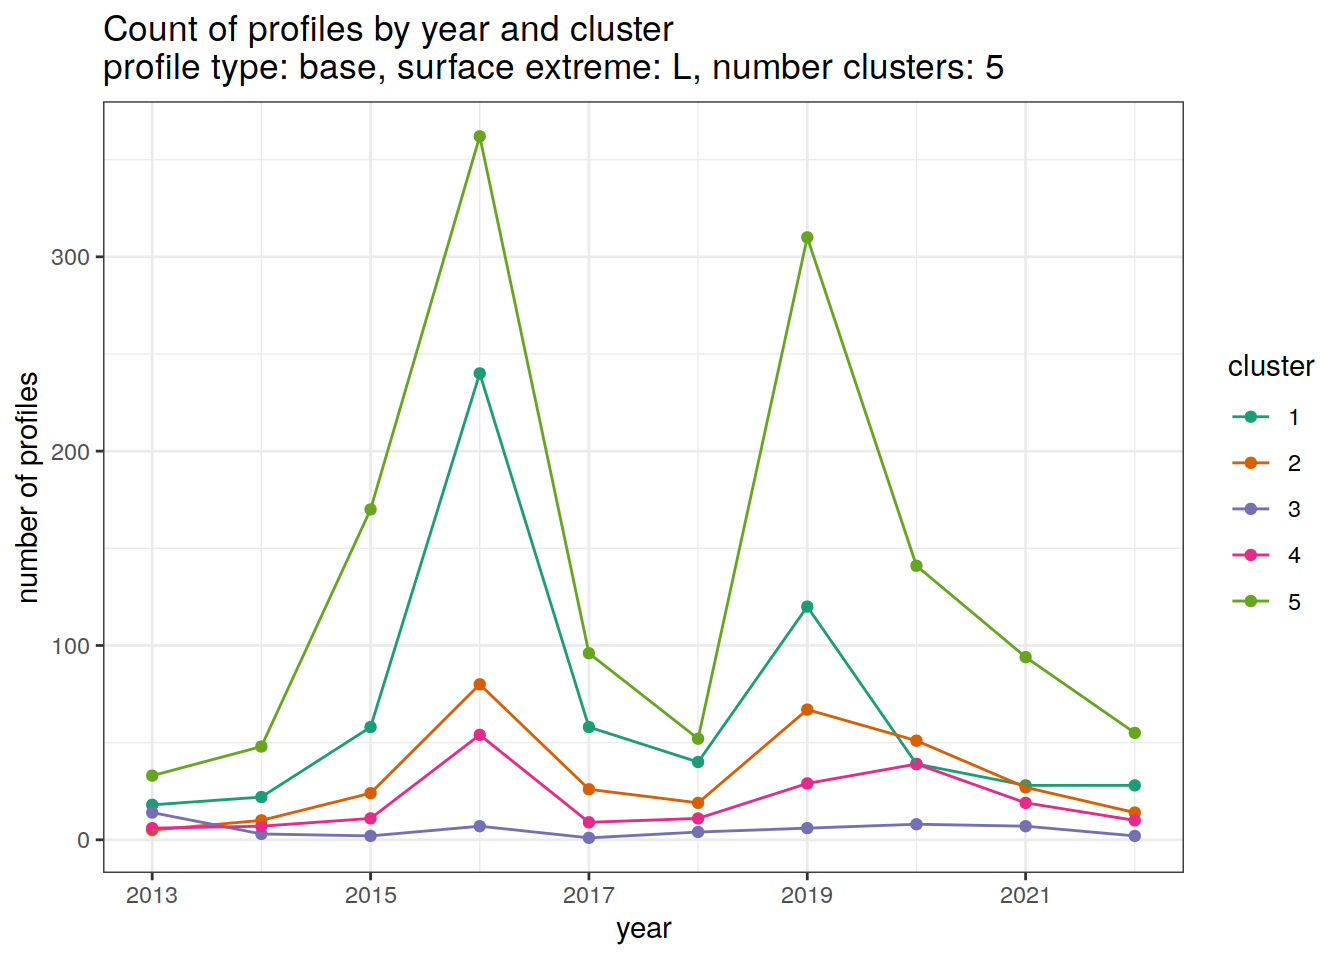 Count of profiles by year and cluster
profile type: base, surface extreme: L, number clusters: 5
300
200
100
0
number of profiles
2013 2015 2017 2019 2021
year
cluster
1
2
3
4
5